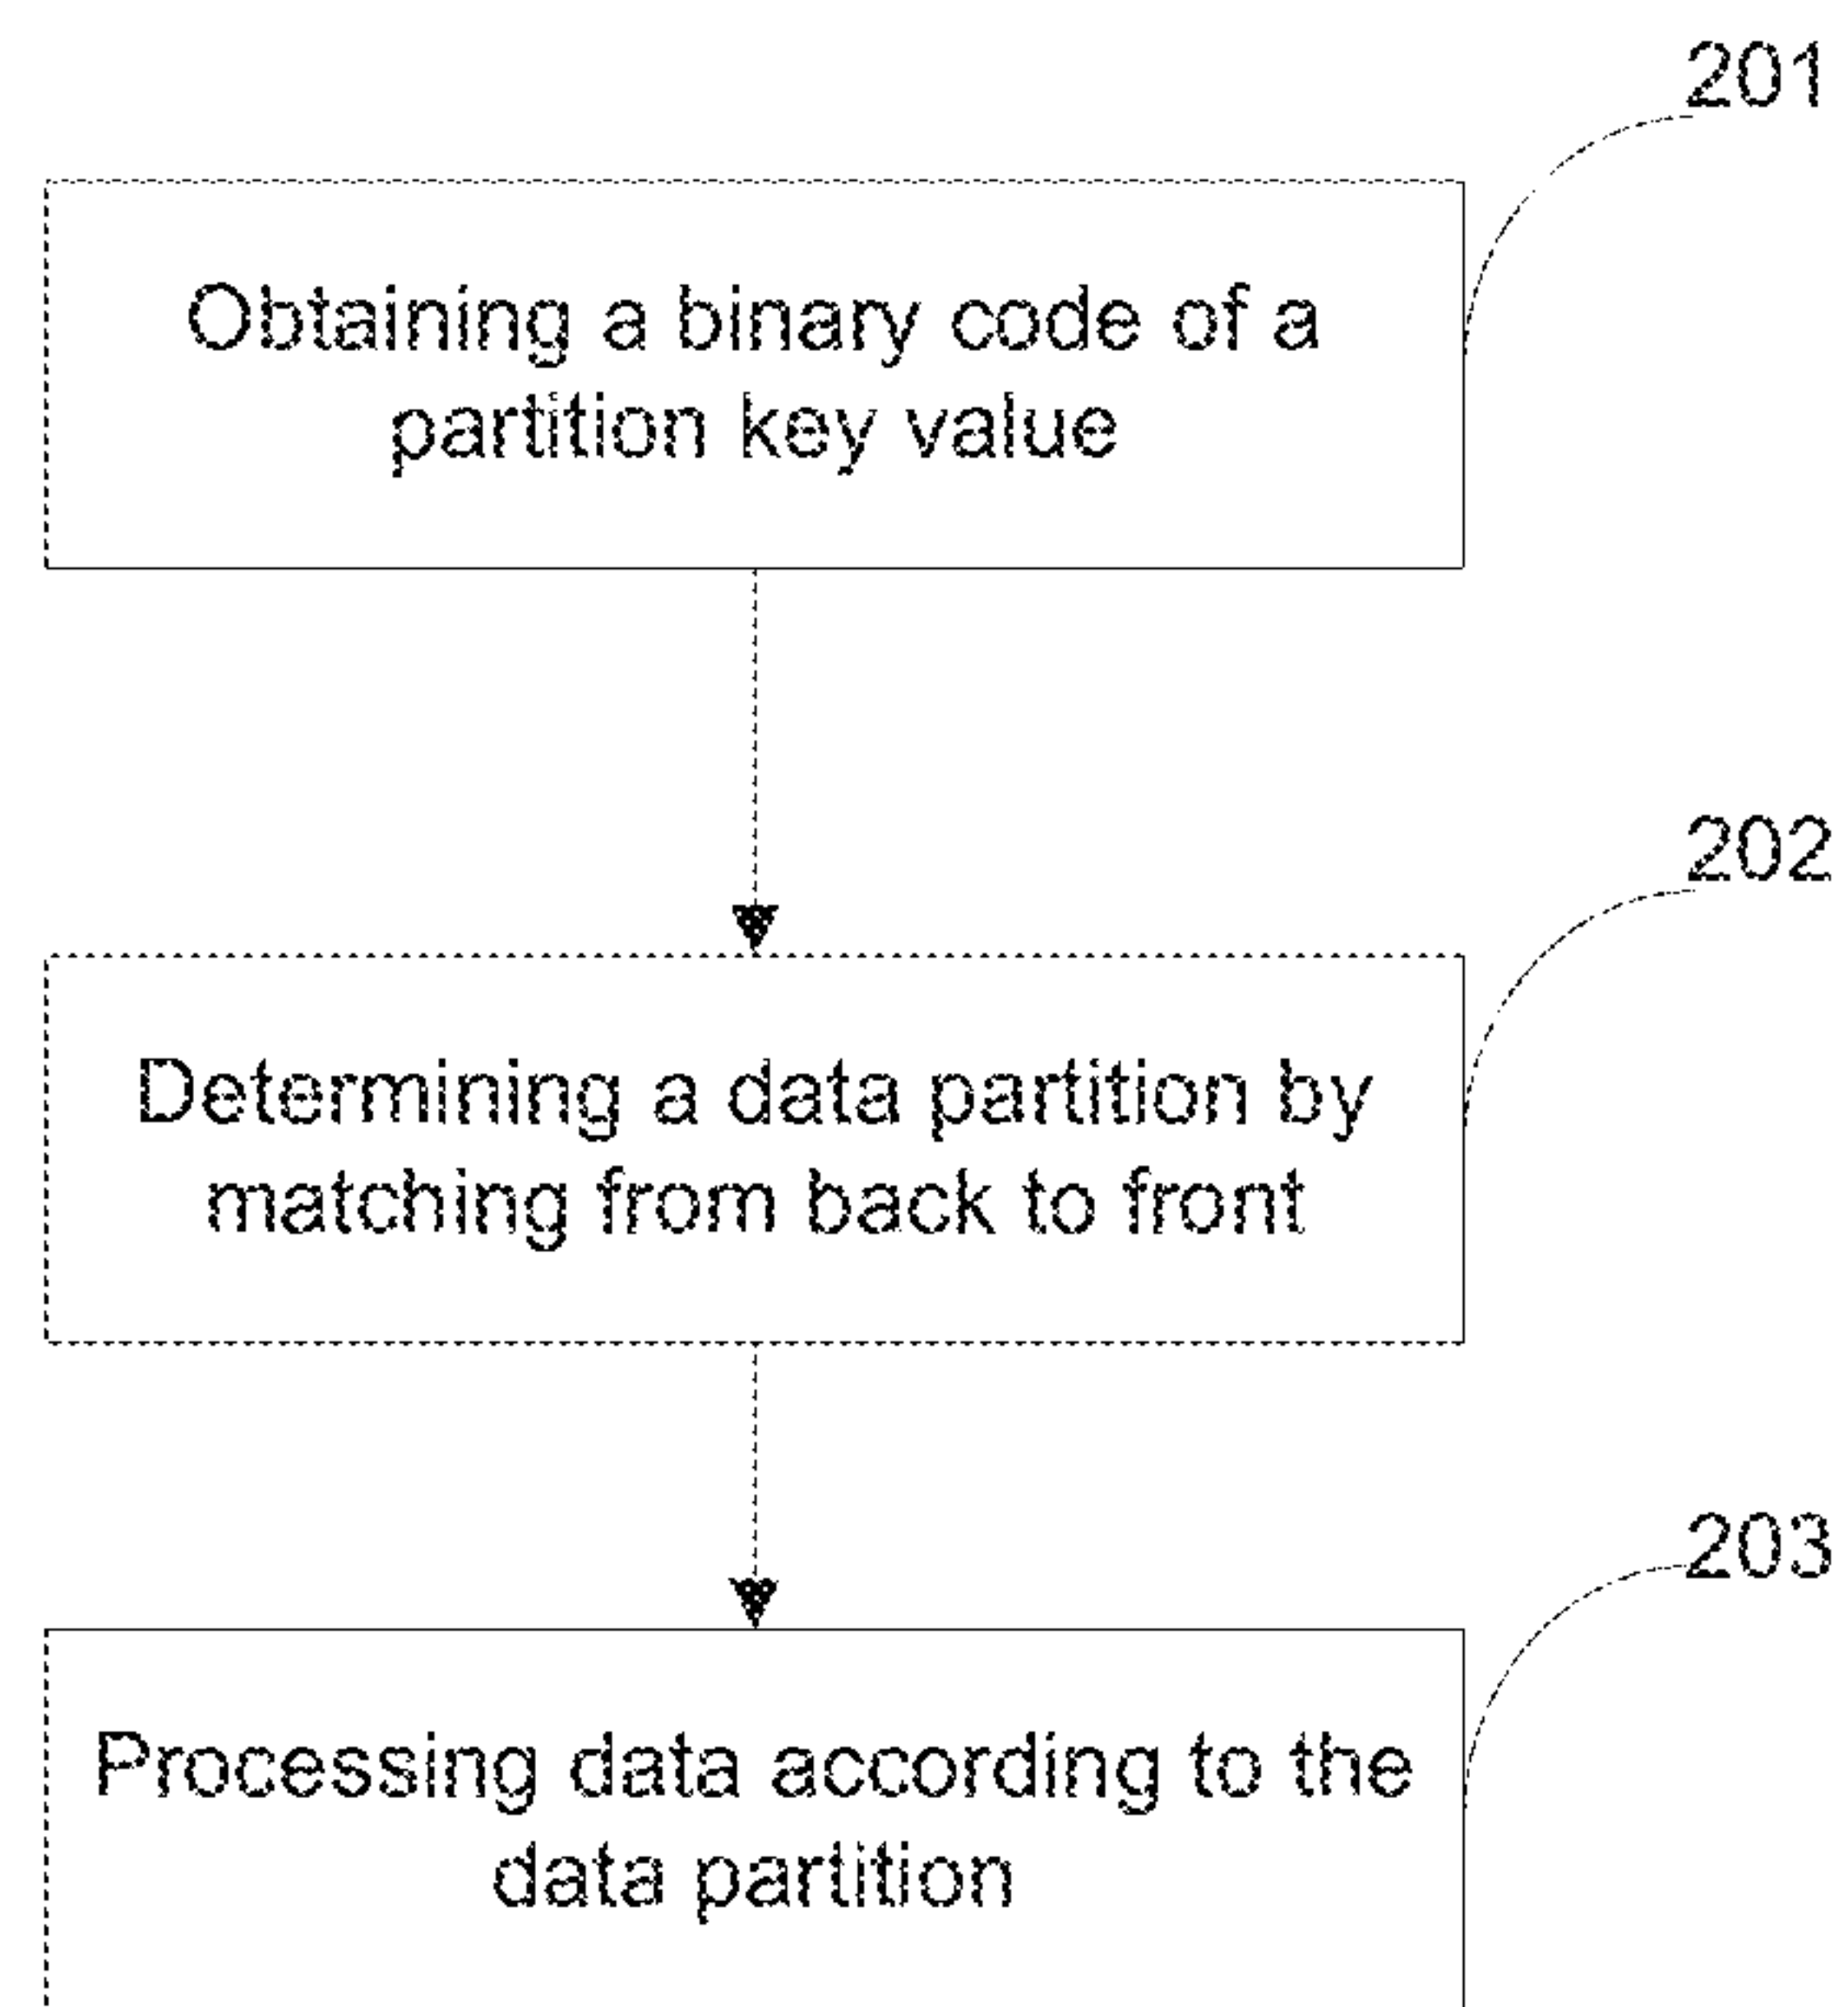 201
Obtaining a binary code of a
partition key value
202
Determining a data partition by
matching from back to front
203
Processing data according to the
data partition